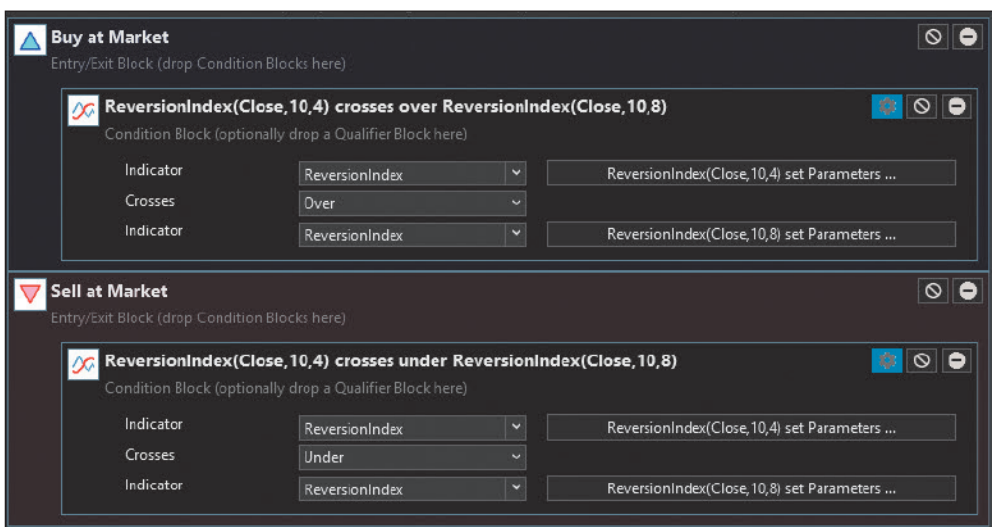 Buy at Market
Entry/Exit Block (drop Condition Blocks here)
ReversionIndex(Close,10,4) crosses over ReversionIndex(Close,10,8)
Condition Block (optionally drop a Qualifier Block here)
Indicator ReversionIndex ReversionIndex(Close,10,4) set Parameters ...
Crosses Over
Indicator ReversionIndex ReversionIndex(Close,10,8) set Parameters ...
Sell at Market
Entry/Exit Block (drop Condition Blocks here)
ReversionIndex(Close,10,4) crosses under ReversionIndex(Close,10,8)
Condition Block (optionally drop a Qualifier Block here)
Indicator ReversionIndex ReversionIndex(Close,10,4) set Parameters ...
Crosses Under
Indicator ReversionIndex ReversionIndex(Close,10,8) set Parameters ...